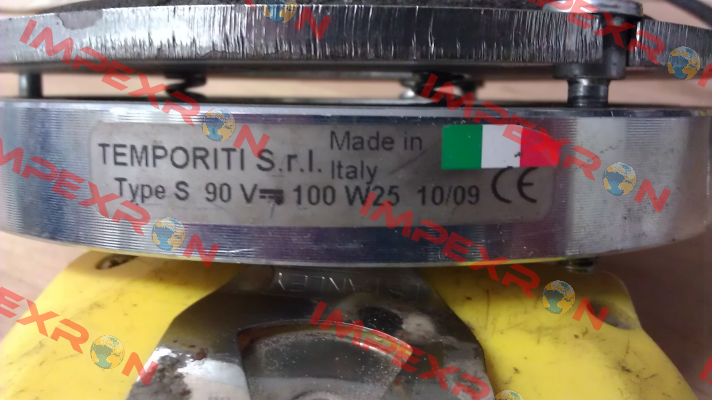 TEMPORITI S.r.l. Made in Italy
Type S 90 V 100 W25 10/09 CE
IMPEXRON